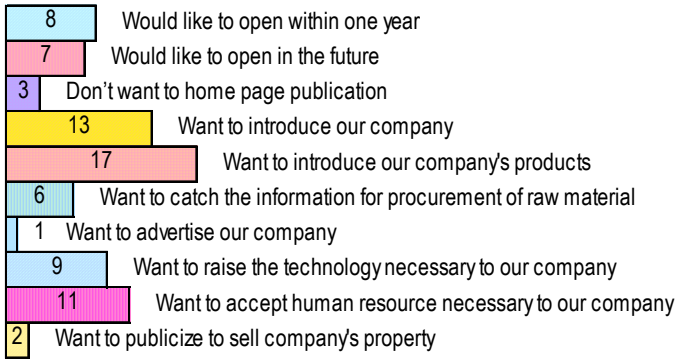 8 Would like to open within one year
7 Would like to open in the future
3 Don't want to home page publication
13 Want to introduce our company
17 Want to introduce our company's products
6 Want to catch the information for procurement of raw material
1 Want to advertise our company
9 Want to raise the technology necessary to our company
11 Want to accept human resource necessary to our company
2 Want to publicize to sell company's property